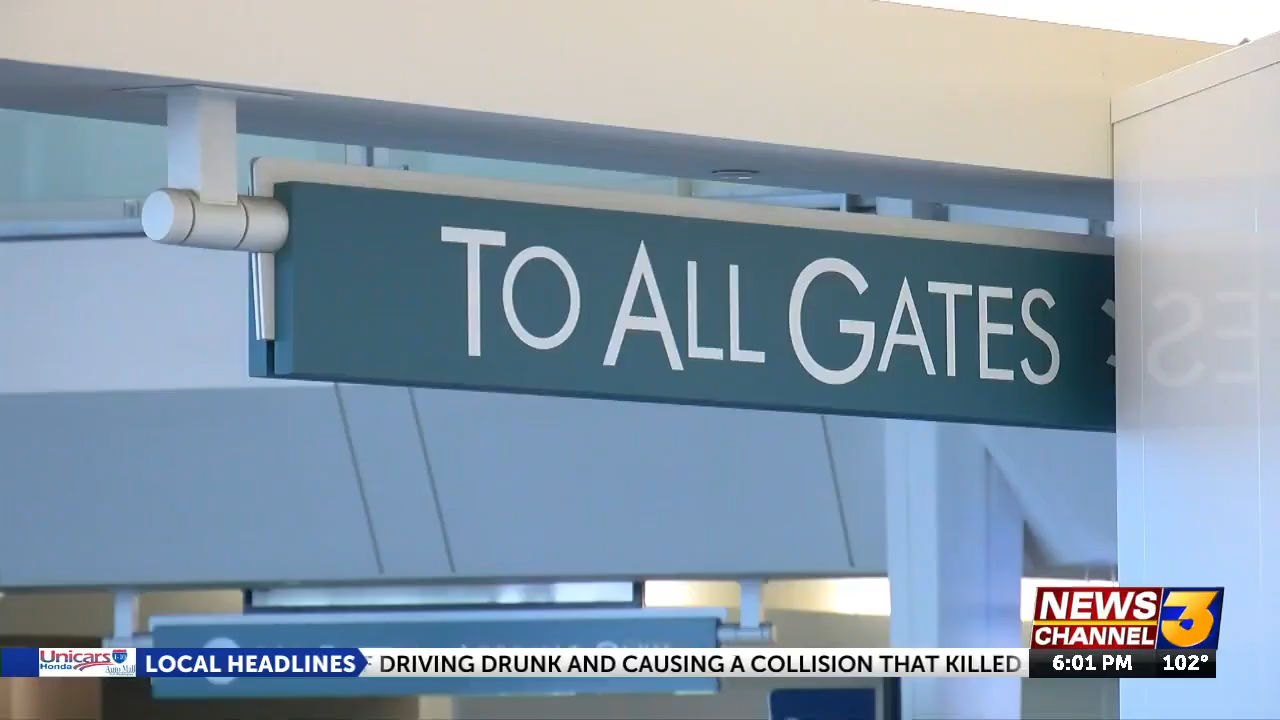 TO ALL GATES
NEWS
CHANNEL 3
Unicars
Honda
LOCAL HEADLINES
DRIVING DRUNK AND CAUSING A COLLISION THAT KILLED
6:01 PM 102°